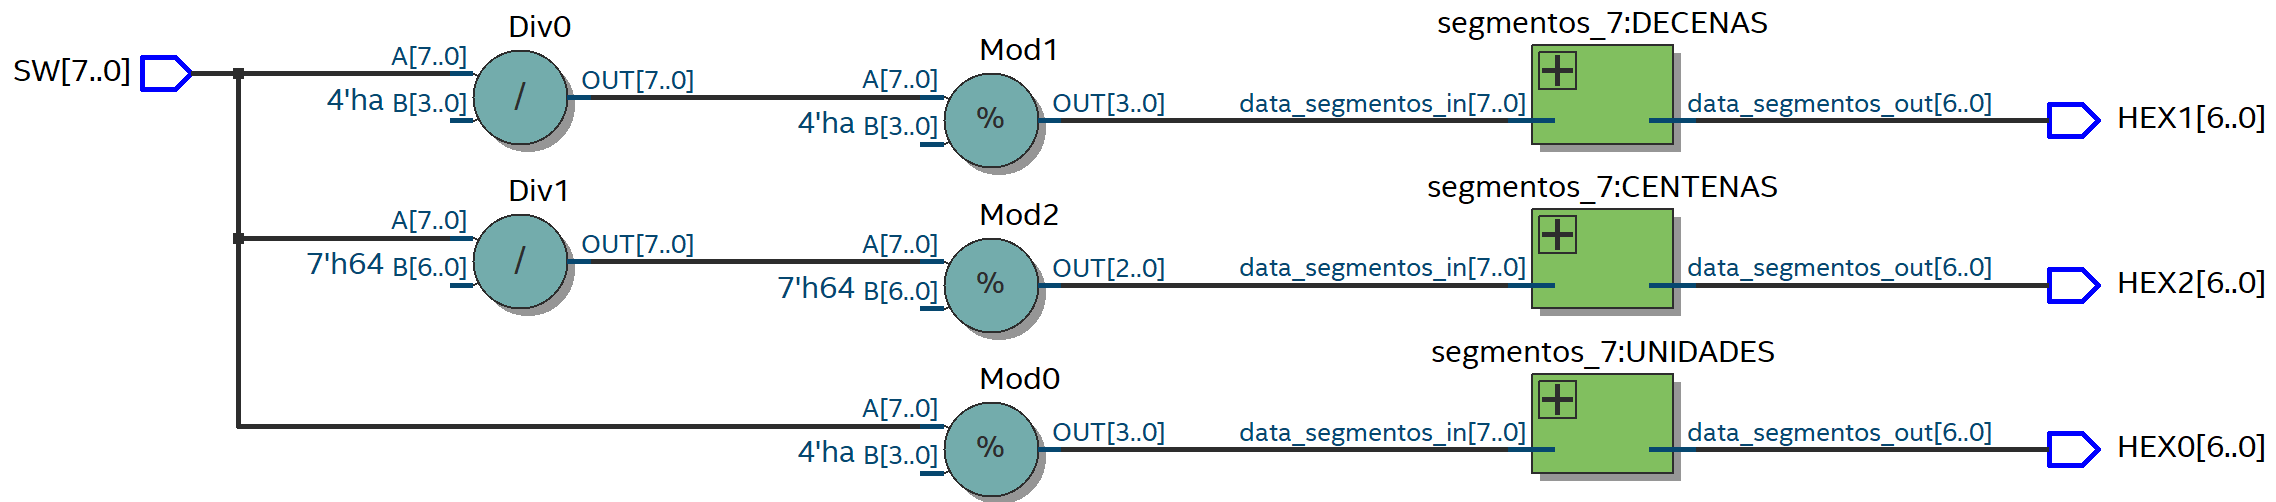 SW[7..0]
Div0
A[7..0]
4'ha B[3..0]
/
OUT[7..0]
Mod1
A[7..0]
4'ha B[3..0]
%
OUT[3..0]
segmentos_7:DECENAS
data_segmentos_in[7..0]
data_segmentos_out[6..0]
HEX1[6..0]
Div1
A[7..0]
7'h64 B[6..0]
/
OUT[7..0]
Mod2
A[7..0]
7'h64 B[6..0]
%
OUT[2..0]
segmentos_7:CENTENAS
data_segmentos_in[7..0]
data_segmentos_out[6..0]
HEX2[6..0]
Mod0
A[7..0]
4'ha B[3..0]
%
OUT[3..0]
segmentos_7:UNIDADES
data_segmentos_in[7..0]
data_segmentos_out[6..0]
HEX0[6..0]